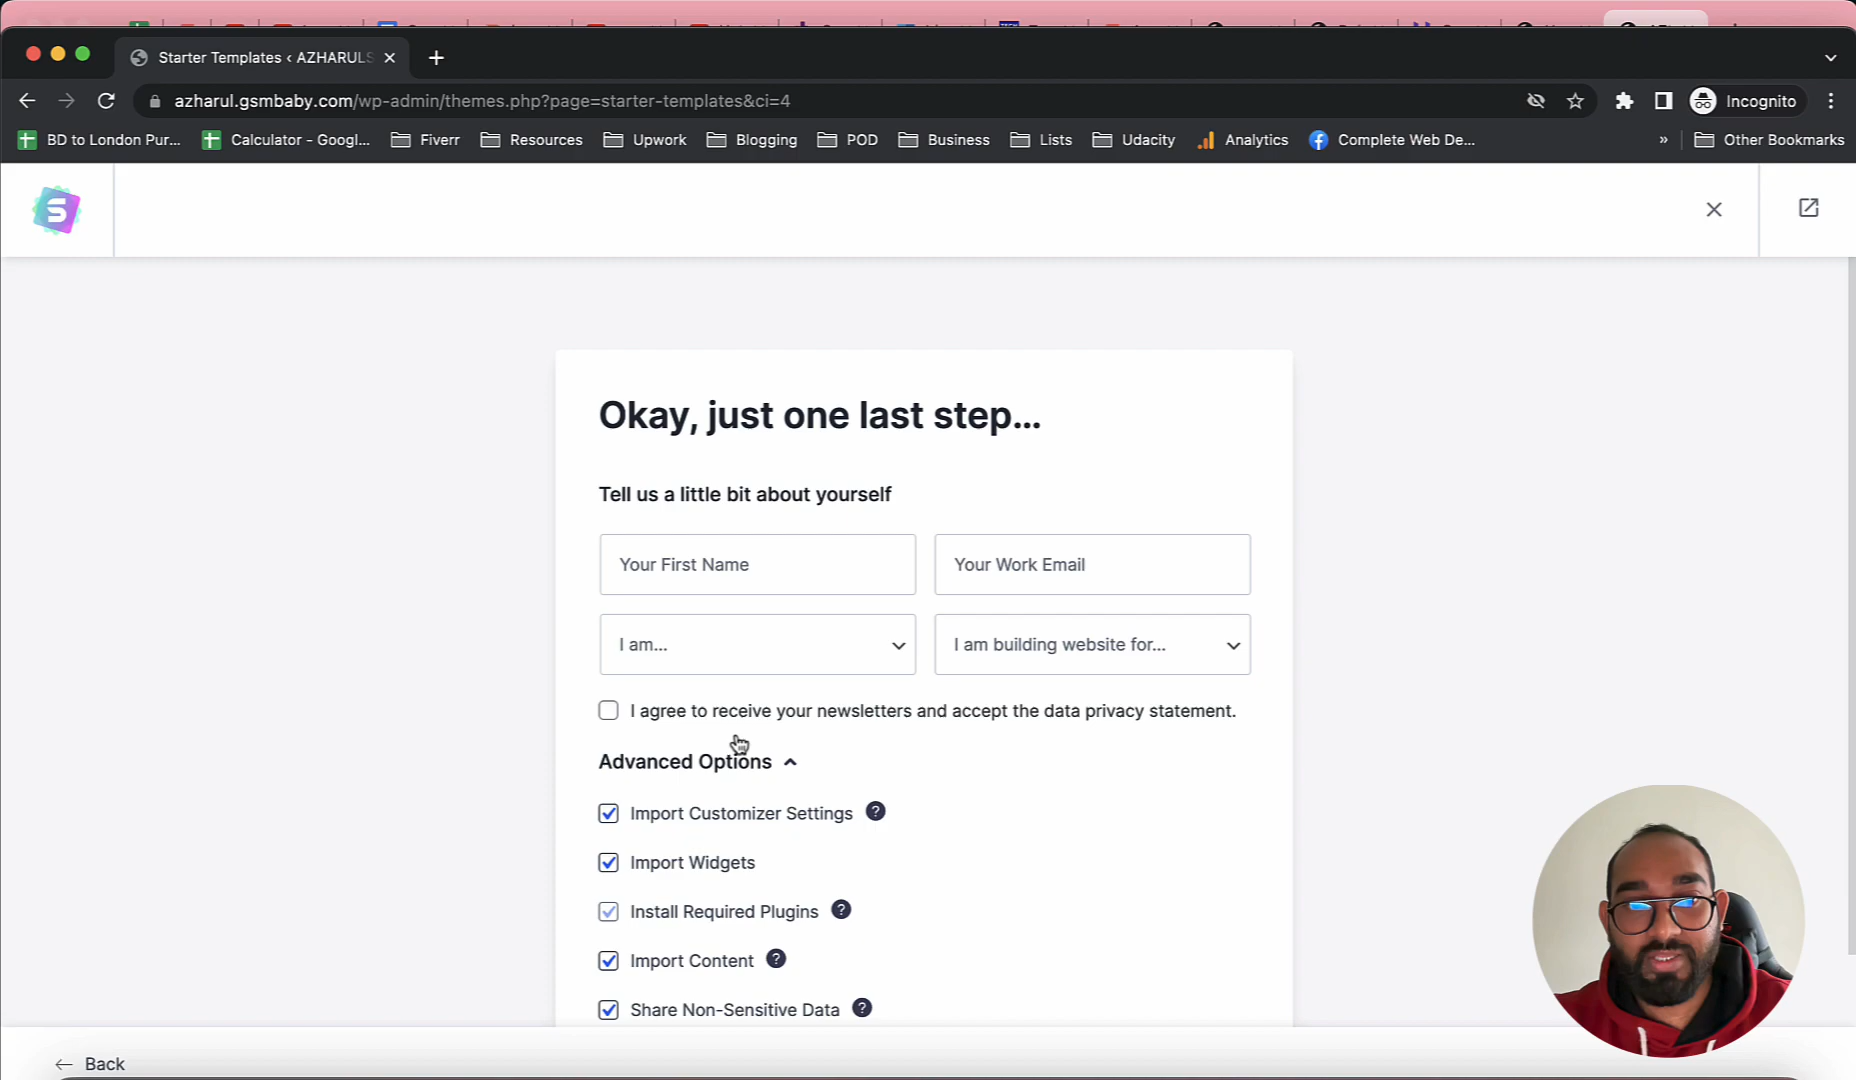 Starter Templates ‹ AZHARULS
azharul.gsmbaby.com/wp-admin/themes.php?page=starter-templates&ci=4
Incognito
BD to London Pur...
Calculator - Googl...
Fiverr
Resources
Upwork
Blogging
POD
Business
Lists
Udacity
Analytics
Complete Web De...
»
Other Bookmarks
S
Okay, just one last step...
Tell us a little bit about yourself
Your First Name
Your Work Email
I am...
I am building website for...
I agree to receive your newsletters and accept the data privacy statement.
Advanced Options
Import Customizer Settings ?
Import Widgets
Install Required Plugins ?
Import Content ?
Share Non-Sensitive Data ?
← Back